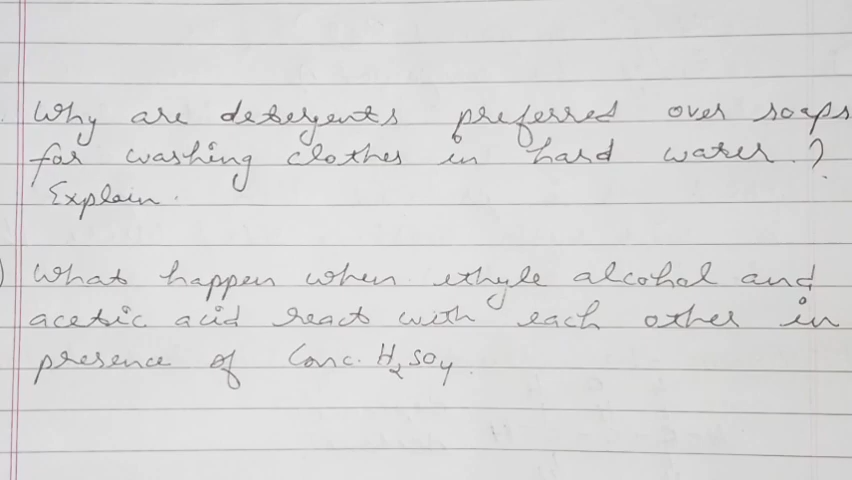 Why are detergents preferred over soaps
for washing clothes in hard water ?
Explain.
) What happen when ethyle alcohol and
acetic acid react with each other in
presence of Conc. H₂SO₄